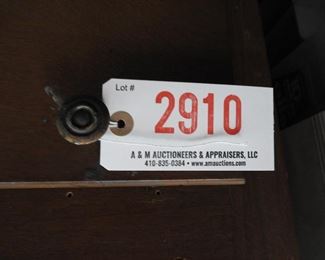 Lot #
2910
A & M AUCTIONEERS & APPRAISERS, LLC
410-835-0384 • www.amauctions.com